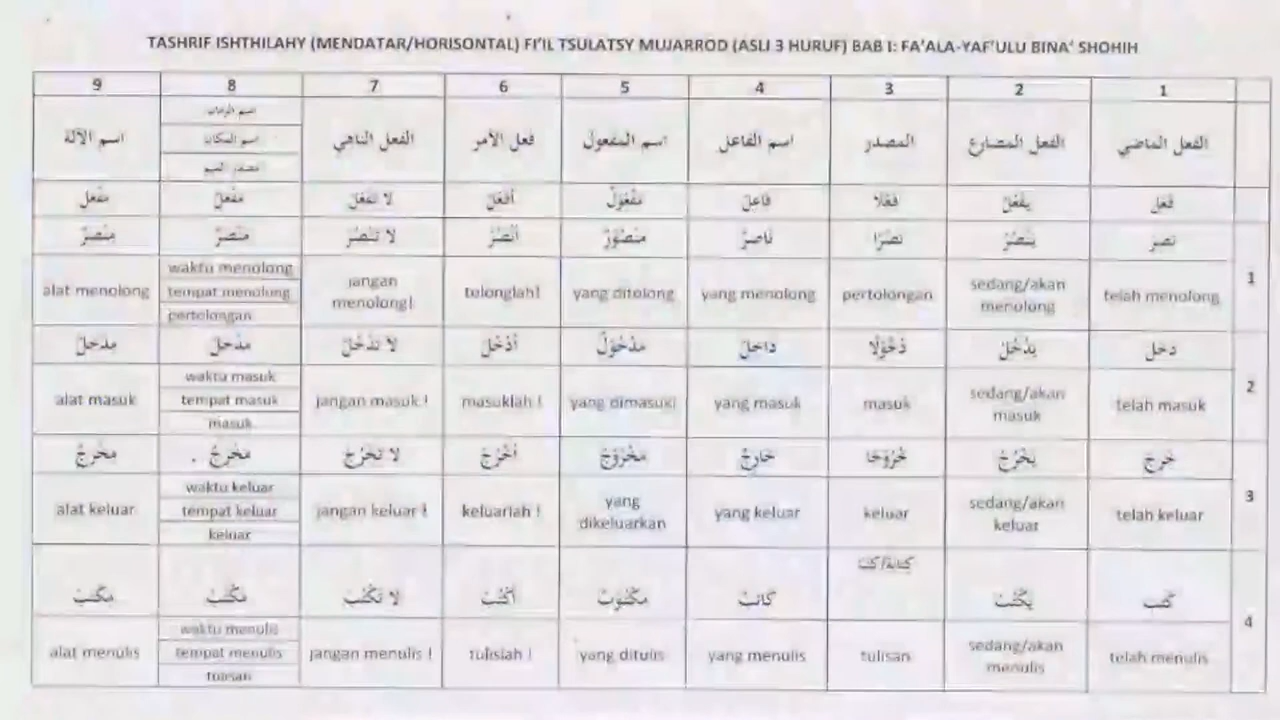 TASHRIF ISHTHILAHY (MENDATAR/HORISONTAL) FI'IL TSULATSY MUJARROD (ASLI 3 HURUF) BAB I: FA'ALA-YAF'ULU BINA' SHOHIH
9 8 7 6 5 4 3 2 1
اسم الزمان
الفعل الماضي الفعل المضارع المصدر اسم الفاعل اسم المفعول فعل الأمر الفعل الناهي اسم المكان اسم الآلة
مصدر الميم
فَعَلَ يَفْعُلُ فَعْلًا فَاعِلٌ مَفْعُوْلٌ اُفْعُلْ لَا تَفْعُلْ مَفْعَلٌ مِفْعَلٌ
نَصَرَ يَنْصُرُ نَصْرًا نَاصِرٌ مَنْصُوْرٌ اُنْصُرْ لَا تَنْصُرْ مَنْصَرٌ مِنْصَرٌ
1
alat menolong
waktu menolong
tempat menolong
pertolongan
jangan
menolong!
tolonglah!
yang ditolong
yang menolong
pertolongan
sedang/akan
menolong
telah menolong
دَخَلَ يَدْخُلُ دُخُوْلًا دَاخِلٌ مَدْخُوْلٌ اُدْخُلْ لَا تَدْخُلْ مَدْخَلٌ مِدْخَلٌ
2
alat masuk
waktu masuk
tempat masuk
masuk
jangan masuk !
masuklah !
yang dimasuki
yang masuk
masuk
sedang/akan
masuk
telah masuk
خَرَجَ يَخْرُجُ خُرُوْجًا خَارِجٌ مَخْرُوْجٌ اُخْرُجْ لَا تَخْرُجْ مَخْرَجٌ مِخْرَجٌ
3
alat keluar
waktu keluar
tempat keluar
keluar
jangan keluar !
keluarlah !
yang
dikeluarkan
yang keluar
keluar
sedang/akan
keluar
telah keluar
كتابة/كتبا
كَتَبَ يَكْتُبُ كَاتِبٌ مَكْتُوْبٌ اُكْتُبْ لَا تَكْتُبْ مَكْتَبٌ مِكْتَبٌ
4
alat menulis
waktu menulis
tempat menulis
tulisan
jangan menulis !
tulislah !
yang ditulis
yang menulis
tulisan
sedang/akan
menulis
telah menulis